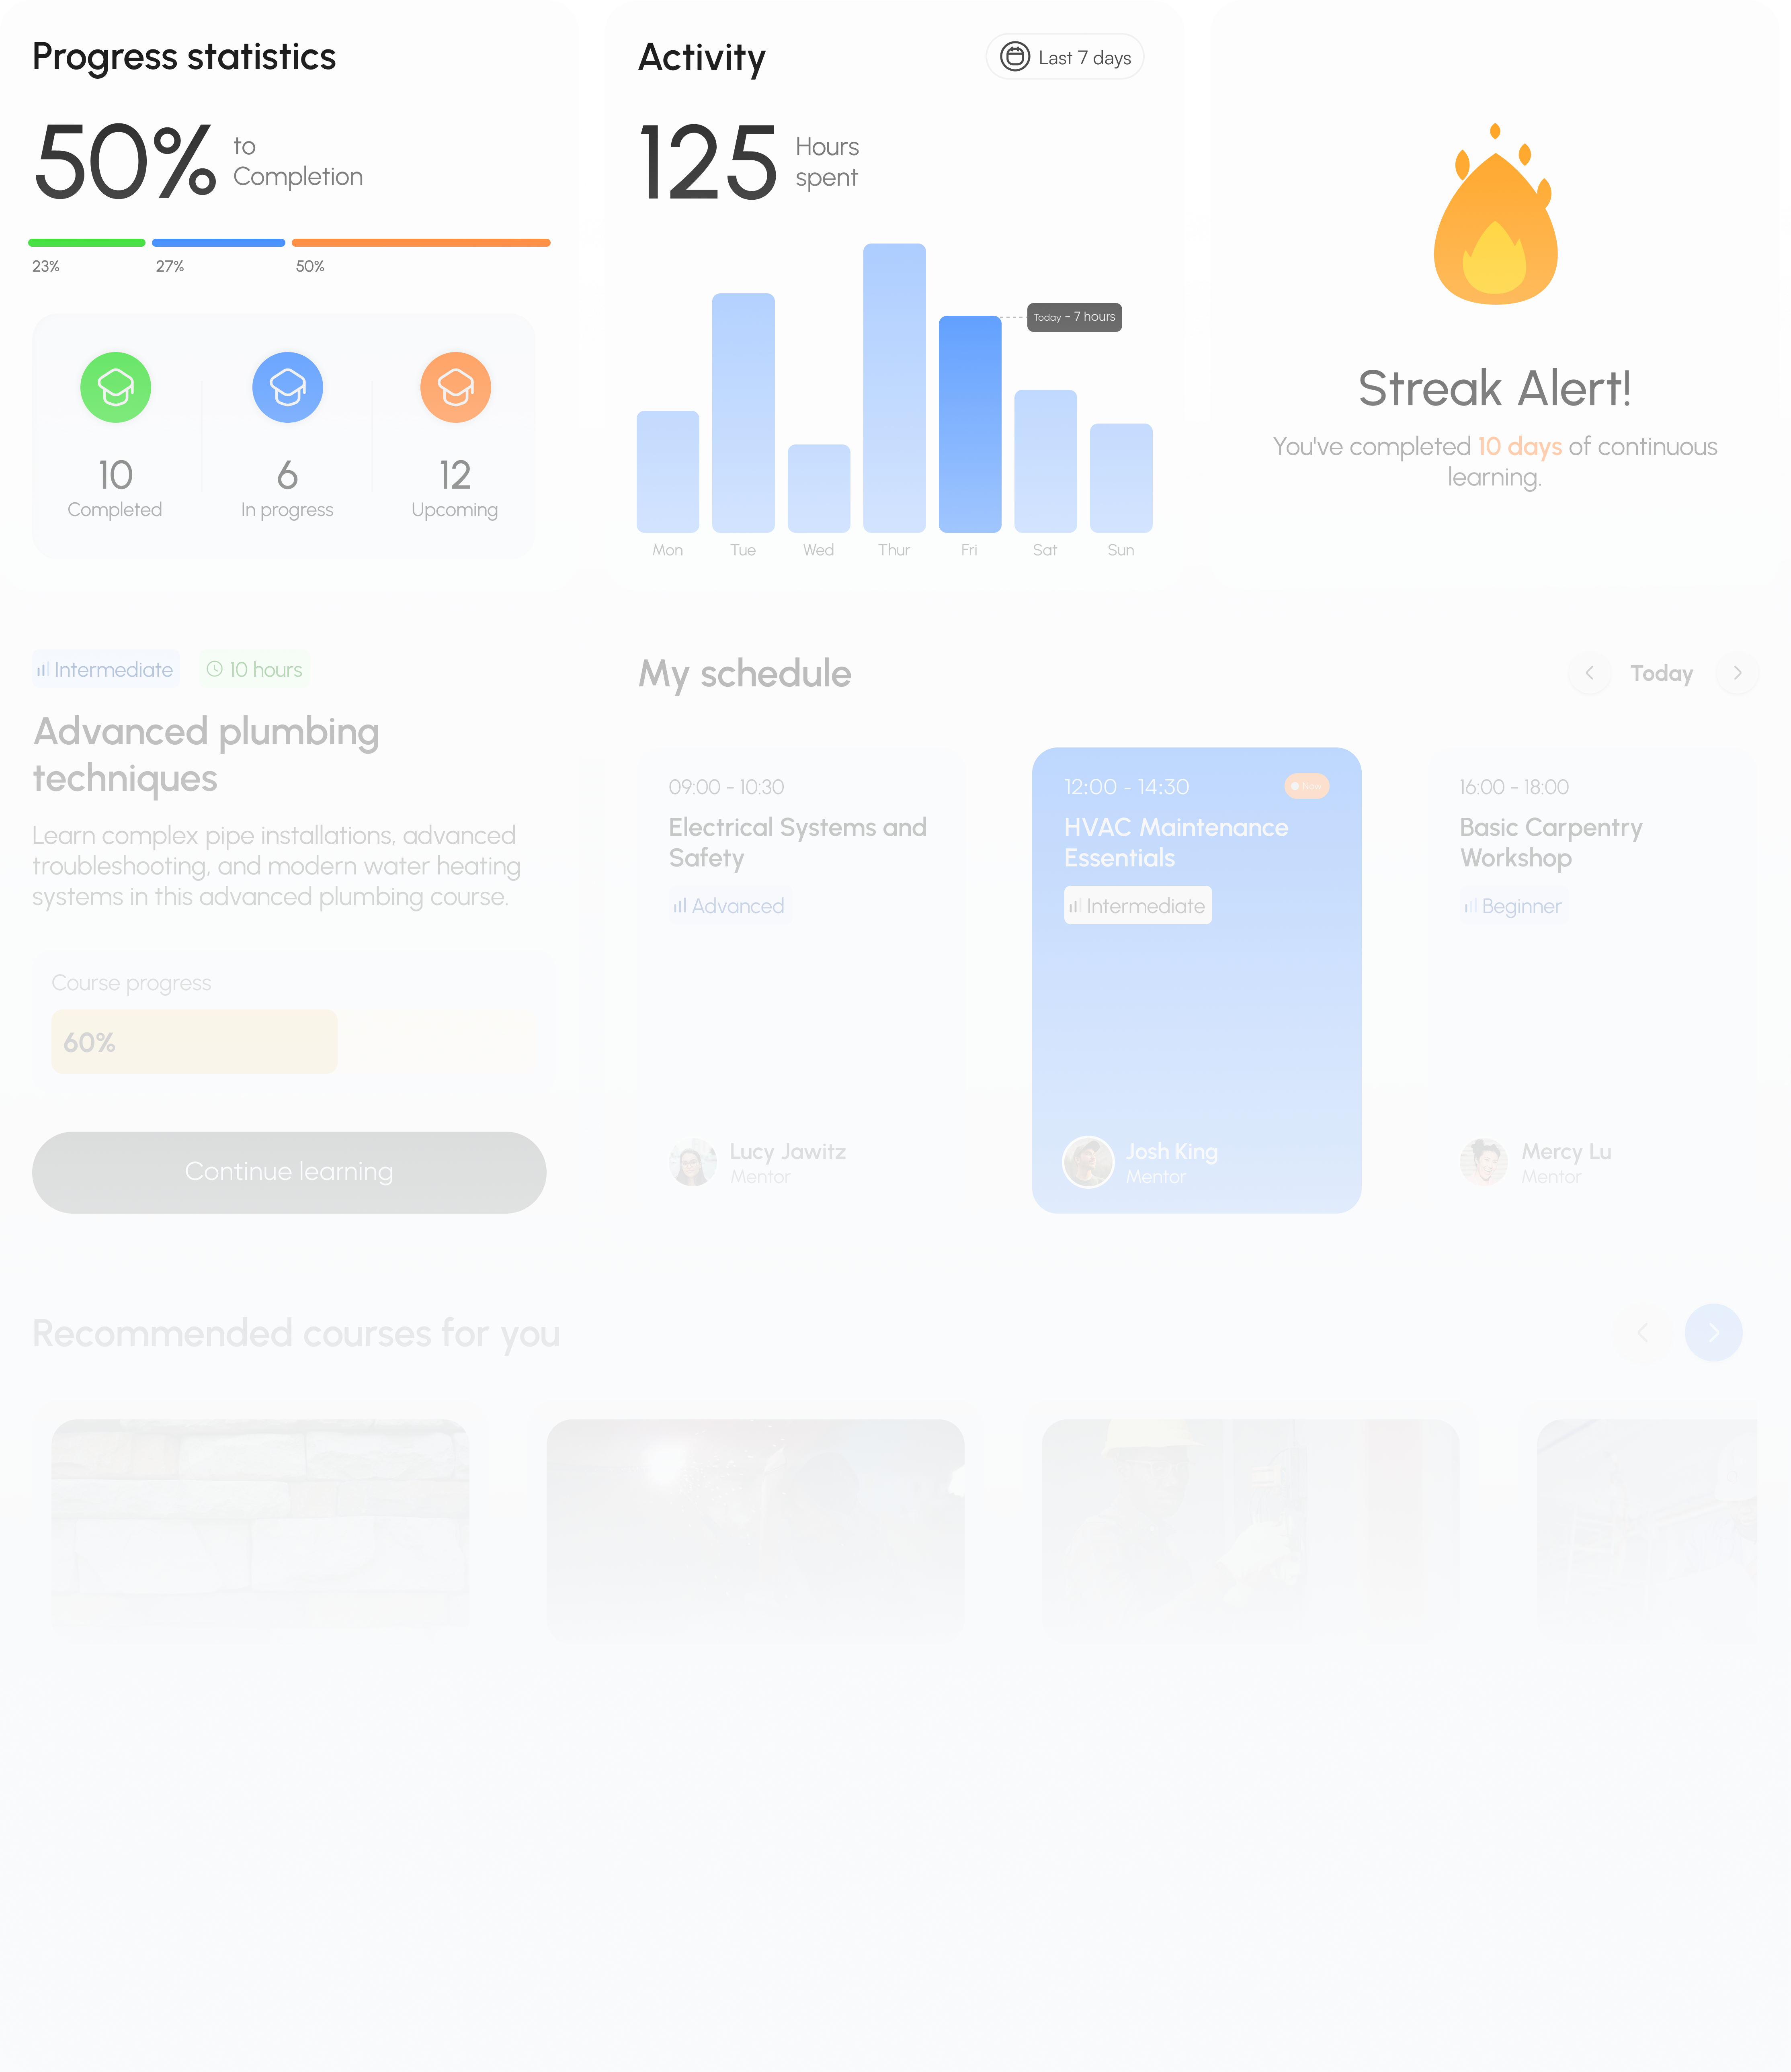 Progress statistics
50%
to
Completion
23%
27%
50%
10
Completed
6
In progress
12
Upcoming
Activity
Last 7 days
125
Hours
spent
Today - 7 hours
Mon
Tue
Wed
Thur
Fri
Sat
Sun
Streak Alert!
You've completed 10 days of continuous
learning.
Intermediate
10 hours
Advanced plumbing
techniques
Learn complex pipe installations, advanced
troubleshooting, and modern water heating
systems in this advanced plumbing course.
Course progress
60%
Continue learning
My schedule
Today
09:00 - 10:30
Electrical Systems and
Safety
Advanced
Lucy Jawitz
Mentor
12:00 - 14:30
Now
HVAC Maintenance
Essentials
Intermediate
Josh King
Mentor
16:00 - 18:00
Basic Carpentry
Workshop
Beginner
Mercy Lu
Mentor
Recommended courses for you